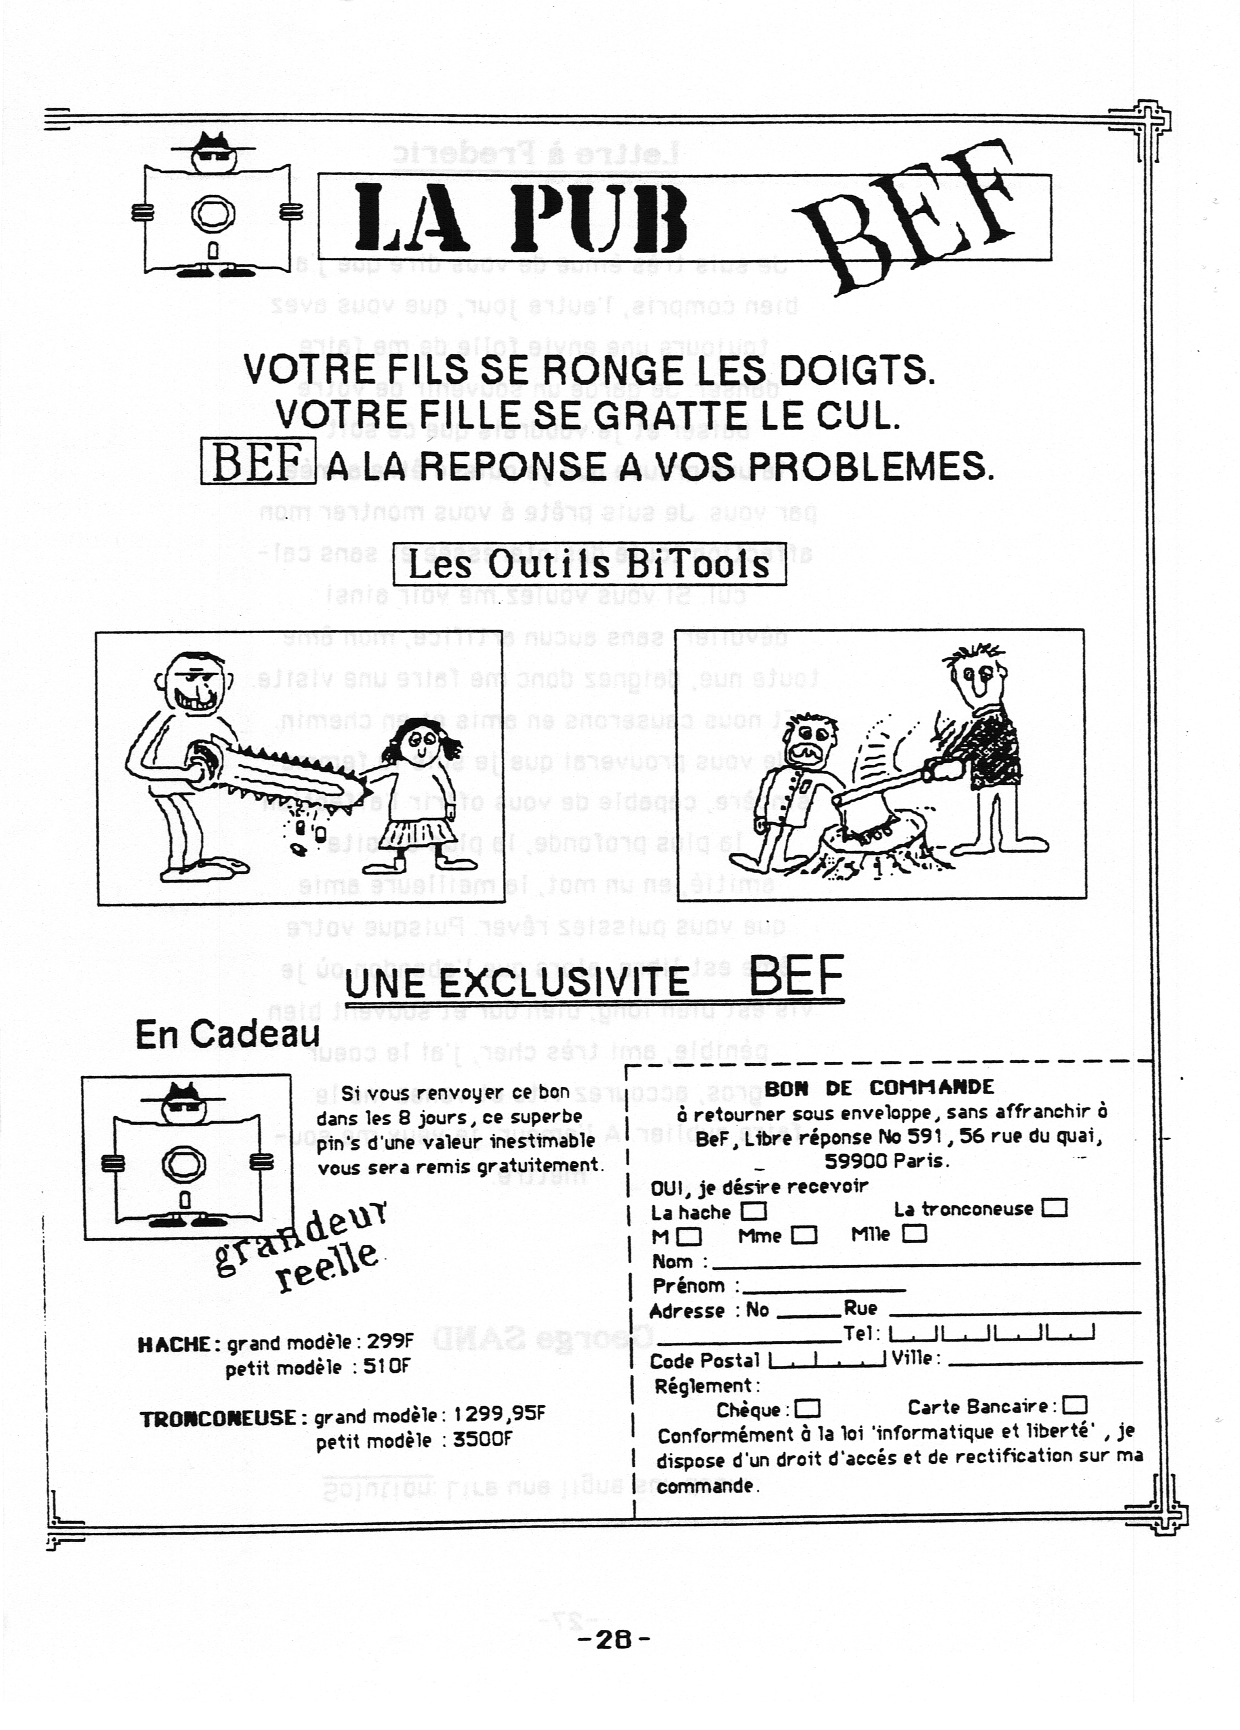 LA PUB BEF
VOTRE FILS SE RONGE LES DOIGTS.
VOTRE FILLE SE GRATTE LE CUL.
BEF A LA REPONSE A VOS PROBLEMES.
Les Outils BiTools
UNE EXCLUSIVITE BEF
En Cadeau
Si vous renvoyer ce bon
dans les 8 jours, ce superbe
pin's d'une valeur inestimable
vous sera remis gratuitement.
grandeur
reelle
HACHE : grand modèle : 299F
petit modèle : 510F
TRONCONEUSE : grand modèle : 1299,95F
petit modèle : 3500F
BON DE COMMANDE
à retourner sous enveloppe, sans affranchir à
BeF, Libre réponse No 591, 56 rue du quai,
59900 Paris.
OUI, je désire recevoir
La hache La tronconeuse
M Mme Mlle
Nom :
Prénom :
Adresse : No Rue
Tel :
Code Postal Ville :
Réglement :
Chèque : Carte Bancaire :
Conformément à la loi 'informatique et liberté', je
dispose d'un droit d'accés et de rectification sur ma
commande.
-28-